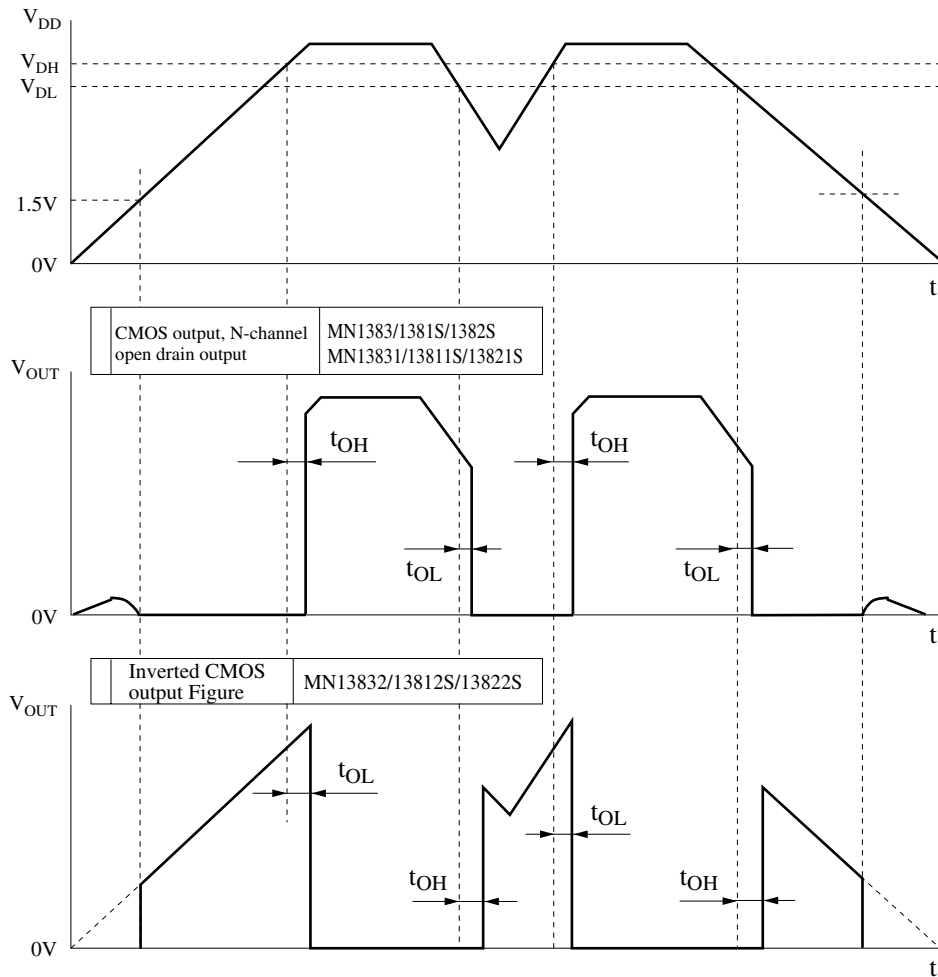 V_DD
V_DH
V_DL
1.5V
0V
t
CMOS output, N-channel
open drain output
MN1383/1381S/1382S
MN13831/13811S/13821S
V_OUT
t_OH
t_OH
t_OL
t_OL
0V
t
Inverted CMOS
output Figure
MN13832/13812S/13822S
V_OUT
t_OL
t_OL
t_OH
t_OH
0V
t